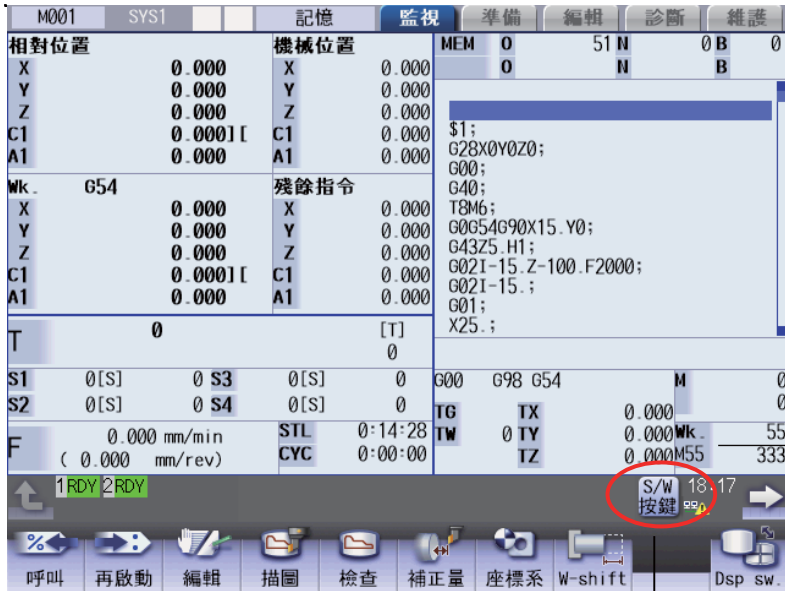 M001 SYS1 記憶 監視 準備 編輯 診斷 維護
相對位置 機械位置 MEM O 51 N 0 B 0
X 0.000 X 0.000 O N B
Y 0.000 Y 0.000
Z 0.000 Z 0.000
C1 0.000][ C1 0.000
A1 0.000 A1 0.000
$1;
G28X0Y0Z0;
G00;
G40;
T8M6;
G0G54G90X15.Y0;
G43Z5.H1;
G02I-15.Z-100.F2000;
G02I-15.;
G01;
X25.;
Wk. G54 殘餘指令
X 0.000 X 0.000
Y 0.000 Y 0.000
Z 0.000 Z 0.000
C1 0.000][ C1 0.000
A1 0.000 A1 0.000
T 0 [T]
0
S1 0[S] 0 S3 0[S] 0
S2 0[S] 0 S4 0[S] 0
F 0.000 mm/min STL 0:14:28
( 0.000 mm/rev) CYC 0:00:00
G00 G98 G54 M 0
0
TG TX 0.000
TW 0 TY 0.000 Wk. 55
TZ 0.000 M55 333
1 RDY 2 RDY S/W 18:17
按鍵
呼叫 再啟動 編輯 描圖 檢查 補正量 座標系 W-shift Dsp sw.